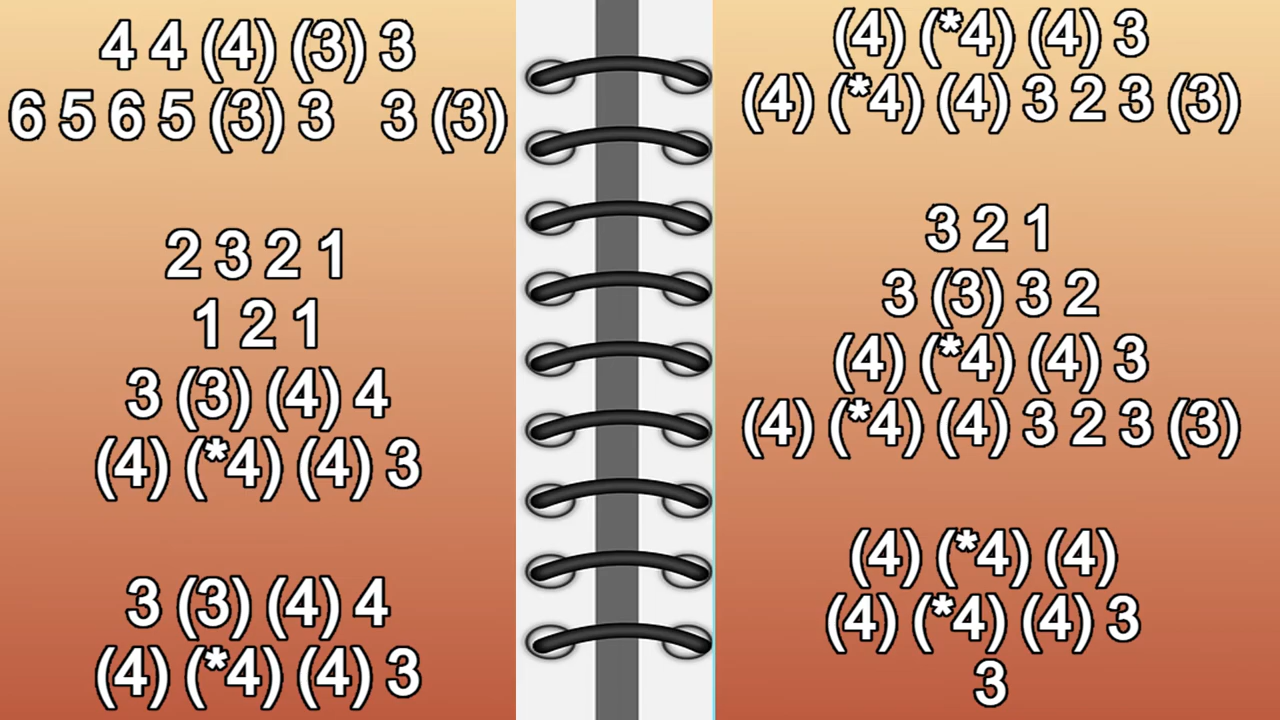 4 4 (4) (3) 3
6 5 6 5 (3) 3 3 (3)
2 3 2 1
1 2 1
3 (3) (4) 4
(4) (*4) (4) 3
3 (3) (4) 4
(4) (*4) (4) 3
(4) (*4) (4) 3
(4) (*4) (4) 3 2 3 (3)
3 2 1
3 (3) 3 2
(4) (*4) (4) 3
(4) (*4) (4) 3 2 3 (3)
(4) (*4) (4)
(4) (*4) (4) 3
3